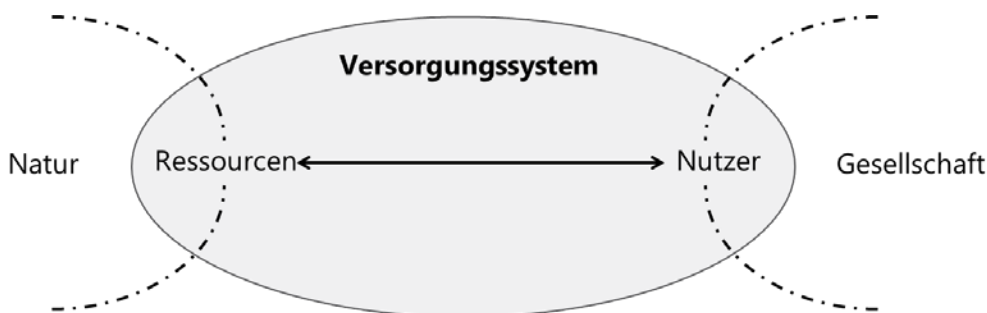 Versorgungssystem
Natur
Ressourcen
Nutzer
Gesellschaft